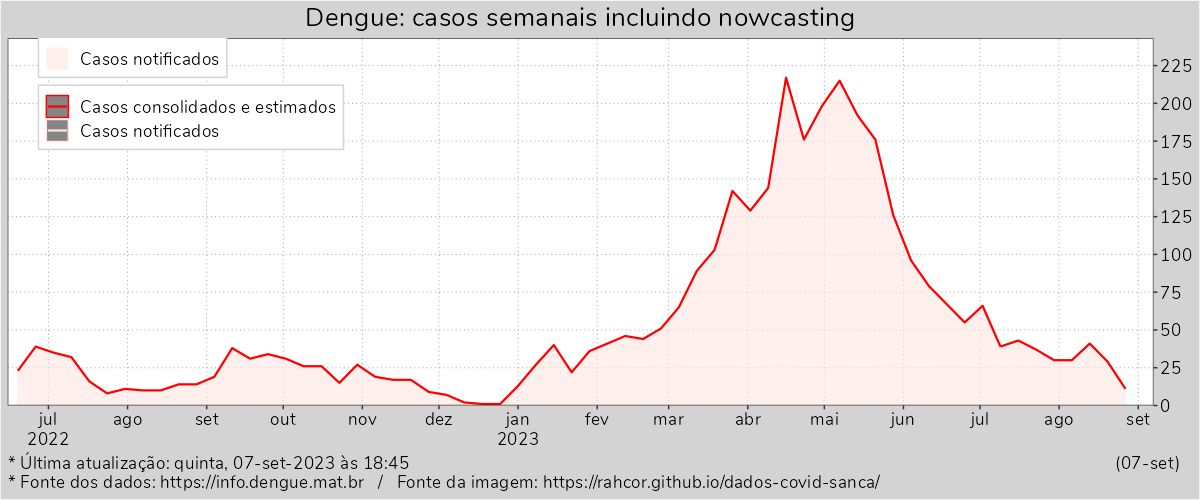 Dengue: casos semanais incluindo nowcasting
Casos notificados
Casos consolidados e estimados
Casos notificados
225
200
175
150
125
100
75
50
25
0
jul ago set out nov dez jan fev mar abr mai jun jul ago set
2022 2023
* Última atualização: quinta, 07-set-2023 às 18:45 (07-set)
* Fonte dos dados: https://info.dengue.mat.br / Fonte da imagem: https://rahcor.github.io/dados-covid-sanca/